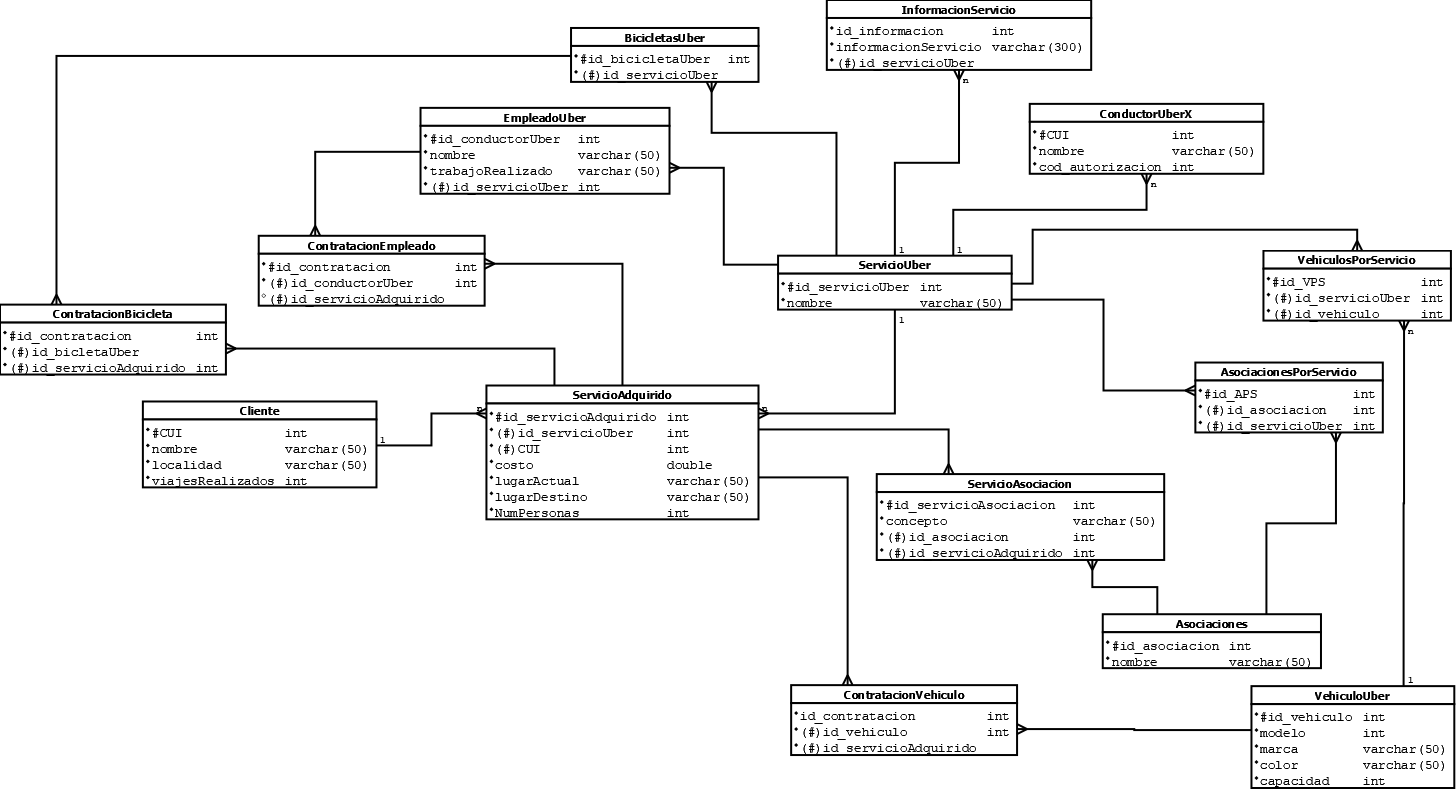 InformacionServicio
id_informacion int
informacionServicio varchar(300)
(#)id_servicioUber
BicicletasUber
#id_bicicletaUber int
(#)id_servicioUber
n
EmpleadoUber
#id_conductorUber int
nombre varchar(50)
trabajoRealizado varchar(50)
(#)id_servicioUber int
ConductorUberX
#CUI int
nombre varchar(50)
cod_autorizacion int
n
ContratacionEmpleado
#id_contratacion int
(#)id_conductorUber int
(#)id_servicioAdquirido
1
1
ServicioUber
#id_servicioUber int
nombre varchar(50)
1
VehiculosPorServicio
#id_VPS int
(#)id_servicioUber int
(#)id_vehiculo int
n
ContratacionBicicleta
#id_contratacion int
(#)id_bicletaUber
(#)id_servicioAdquirido int
AsociacionesPorServicio
#id_APS int
(#)id_asociacion int
(#)id_servicioUber int
Cliente
#CUI int
nombre varchar(50)
localidad varchar(50)
viajesRealizados int
1
n
ServicioAdquirido
#id_servicioAdquirido int
(#)id_servicioUber int
(#)CUI int
costo double
lugarActual varchar(50)
lugarDestino varchar(50)
NumPersonas int
n
ServicioAsociacion
#id_servicioAsociacion int
concepto varchar(50)
(#)id_asociacion int
(#)id_servicioAdquirido int
Asociaciones
#id_asociacion int
nombre varchar(50)
ContratacionVehiculo
id_contratacion int
(#)id_vehiculo int
(#)id_servicioAdquirido
1
VehiculoUber
#id_vehiculo int
modelo int
marca varchar(50)
color varchar(50)
capacidad int